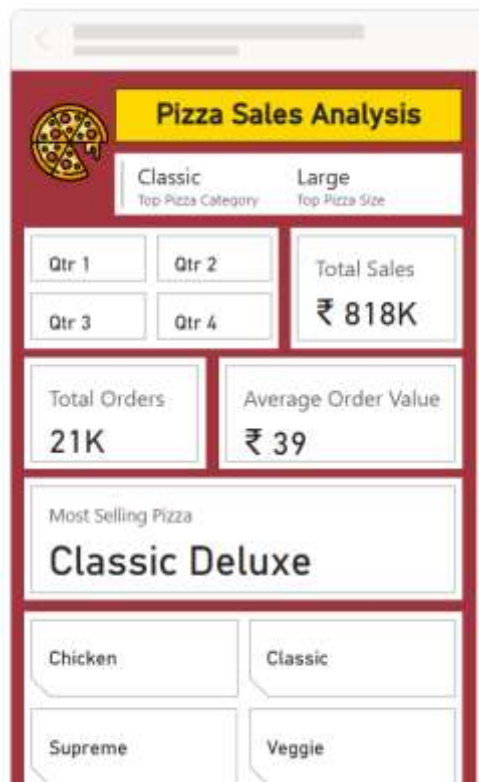 Pizza Sales Analysis
Classic
Top Pizza Category
Large
Top Pizza Size
Qtr 1
Qtr 2
Qtr 3
Qtr 4
Total Sales
₹ 818K
Total Orders
21K
Average Order Value
₹ 39
Most Selling Pizza
Classic Deluxe
Chicken
Classic
Supreme
Veggie